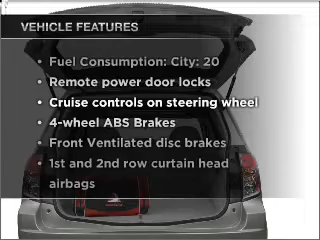 VEHICLE FEATURES
• Fuel Consumption: City: 20
• Remote power door locks
• Cruise controls on steering wheel
• 4-wheel ABS Brakes
• Front Ventilated disc brakes
• 1st and 2nd row curtain head
airbags